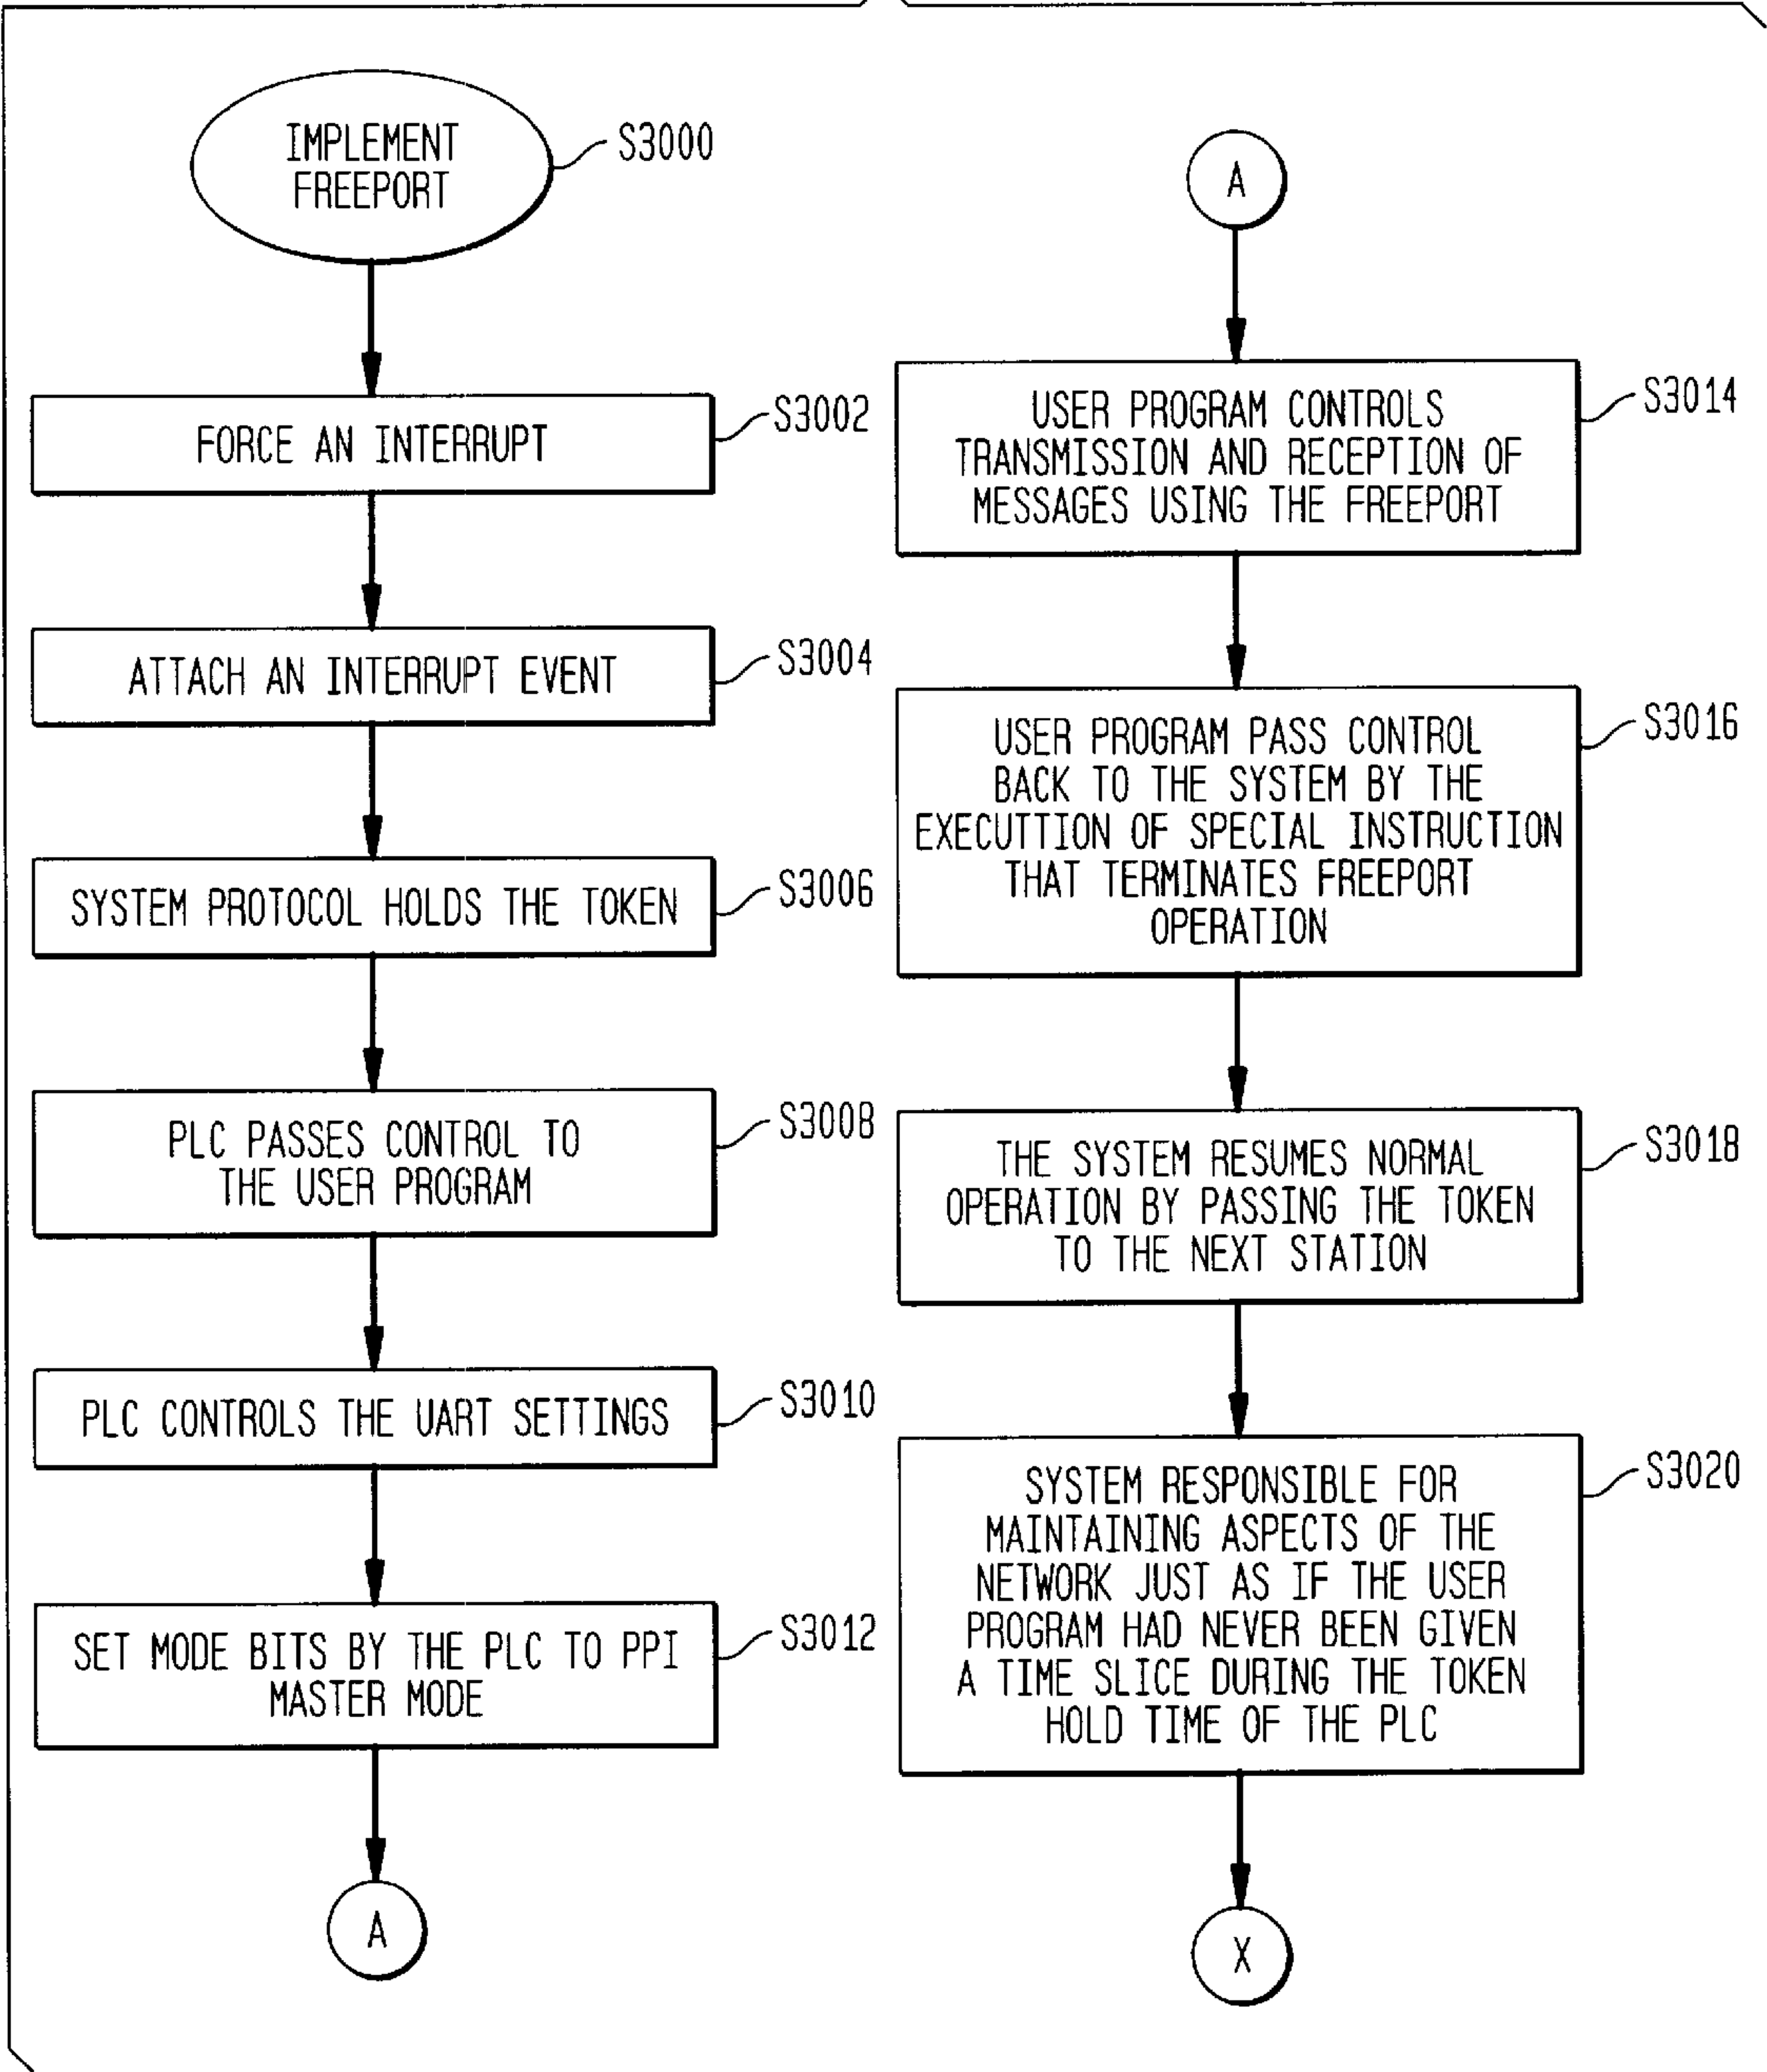 IMPLEMENT
FREEPORT
S3000
FORCE AN INTERRUPT
S3002
ATTACH AN INTERRUPT EVENT
S3004
SYSTEM PROTOCOL HOLDS THE TOKEN
S3006
PLC PASSES CONTROL TO
THE USER PROGRAM
S3008
PLC CONTROLS THE UART SETTINGS
S3010
SET MODE BITS BY THE PLC TO PPI
MASTER MODE
S3012
A
A
USER PROGRAM CONTROLS
TRANSMISSION AND RECEPTION OF
MESSAGES USING THE FREEPORT
S3014
USER PROGRAM PASS CONTROL
BACK TO THE SYSTEM BY THE
EXECUTTION OF SPECIAL INSTRUCTION
THAT TERMINATES FREEPORT
OPERATION
S3016
THE SYSTEM RESUMES NORMAL
OPERATION BY PASSING THE TOKEN
TO THE NEXT STATION
S3018
SYSTEM RESPONSIBLE FOR
MAINTAINING ASPECTS OF THE
NETWORK JUST AS IF THE USER
PROGRAM HAD NEVER BEEN GIVEN
A TIME SLICE DURING THE TOKEN
HOLD TIME OF THE PLC
S3020
X